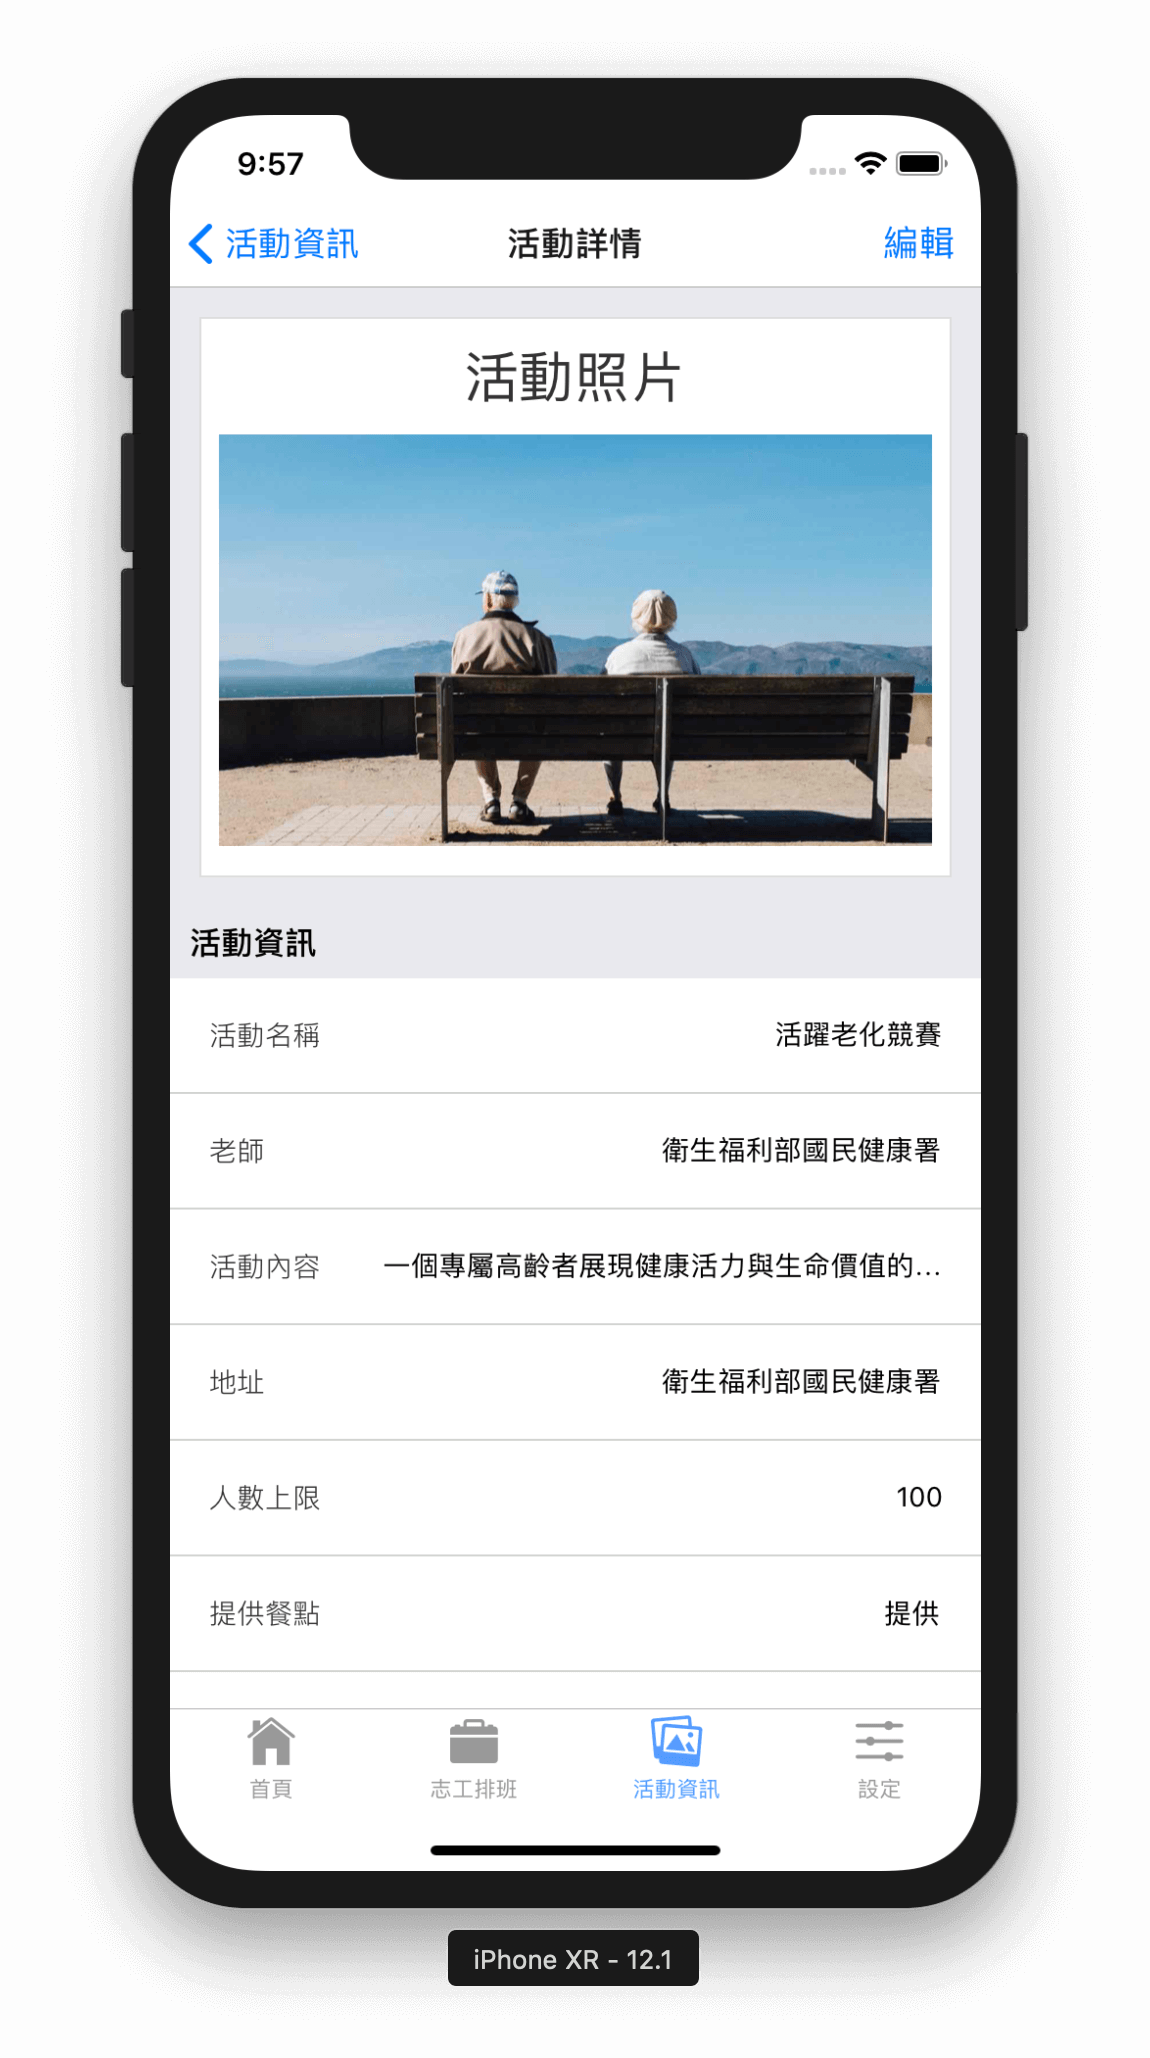 9:57
活動資訊 活動詳情 編輯
活動照片
活動資訊
活動名稱 活躍老化競賽
老師 衛生福利部國民健康署
活動內容 一個專屬高齡者展現健康活力與生命價值的...
地址 衛生福利部國民健康署
人數上限 100
提供餐點 提供
首頁 志工排班 活動資訊 設定
iPhone XR - 12.1